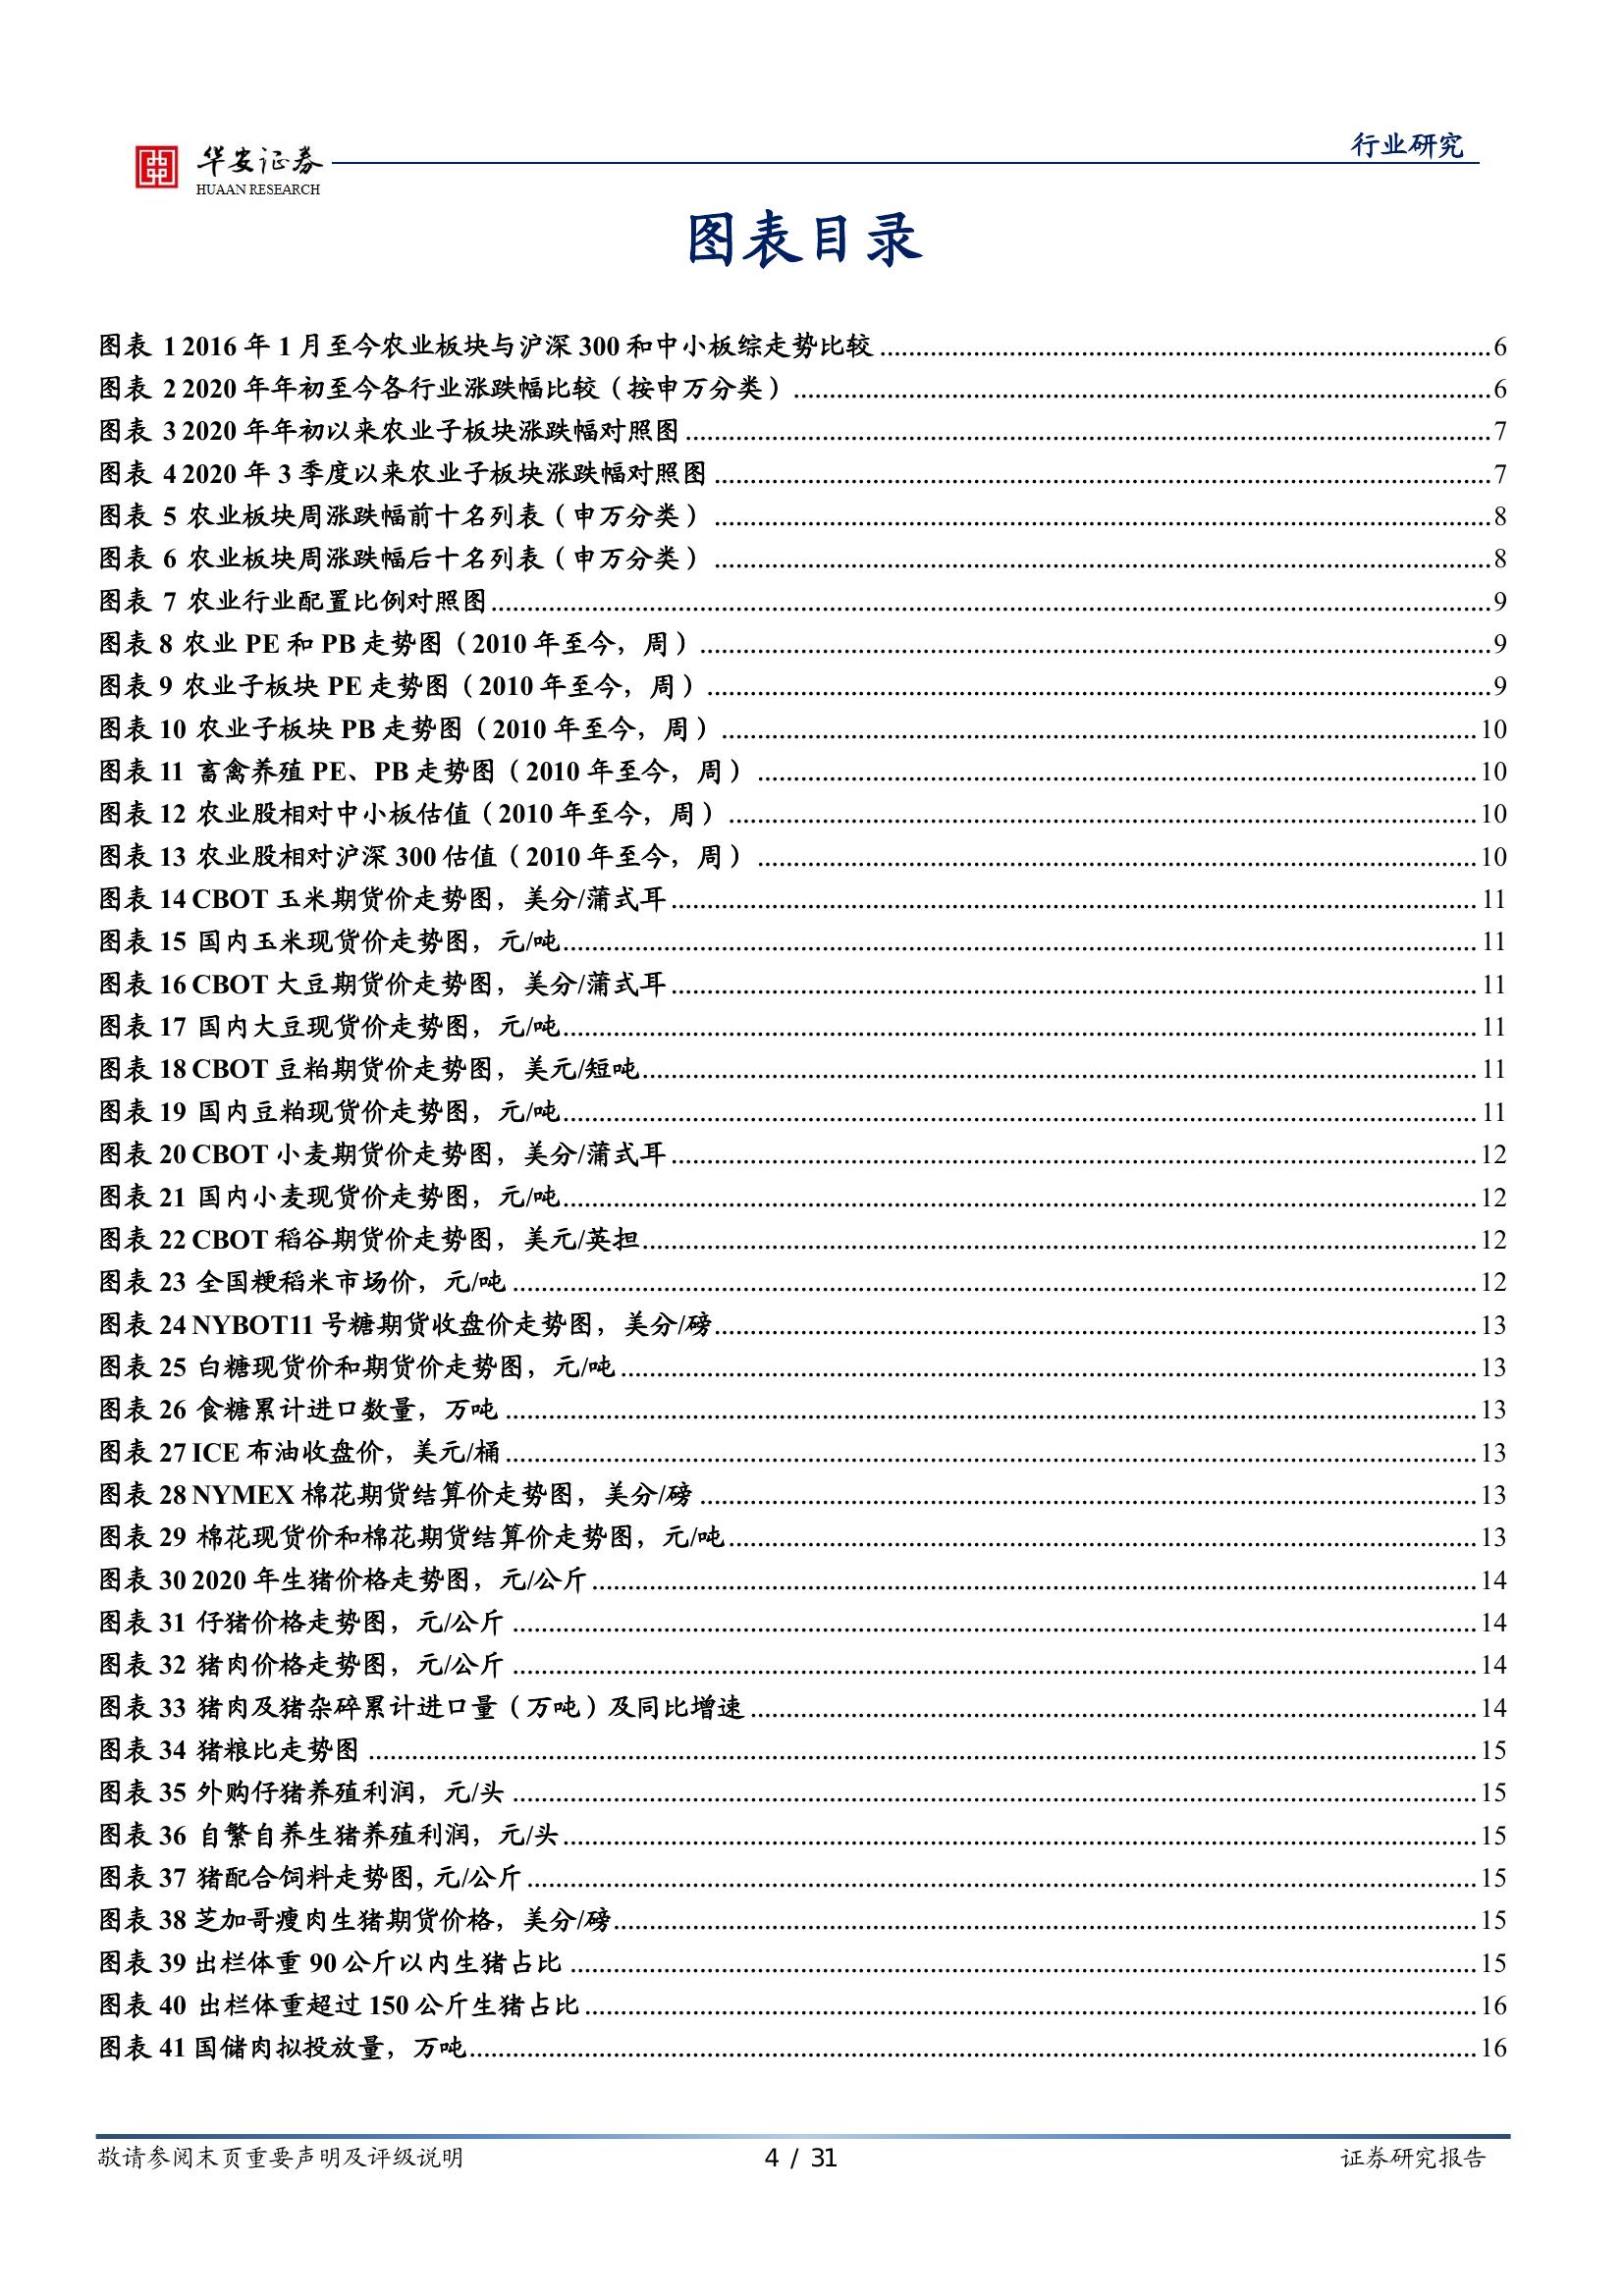 行业研究
华安证券
HUAAN RESEARCH
图表目录
图表 1 2016 年 1 月至今农业板块与沪深 300 和中小板综走势比较 ........ 6
图表 2 2020 年年初至今各行业涨跌幅比较（按申万分类） ........ 6
图表 3 2020 年年初以来农业子板块涨跌幅对照图 ........ 7
图表 4 2020 年 3 季度以来农业子板块涨跌幅对照图 ........ 7
图表 5 农业板块周涨跌幅前十名列表（申万分类） ........ 8
图表 6 农业板块周涨跌幅后十名列表（申万分类） ........ 8
图表 7 农业行业配置比例对照图 ........ 9
图表 8 农业 PE 和 PB 走势图（2010 年至今，周） ........ 9
图表 9 农业子板块 PE 走势图（2010 年至今，周） ........ 9
图表 10 农业子板块 PB 走势图（2010 年至今，周） ........ 10
图表 11 畜禽养殖 PE、PB 走势图（2010 年至今，周） ........ 10
图表 12 农业股相对中小板估值（2010 年至今，周） ........ 10
图表 13 农业股相对沪深 300 估值（2010 年至今，周） ........ 10
图表 14 CBOT 玉米期货价走势图，美分/蒲式耳 ........ 11
图表 15 国内玉米现货价走势图，元/吨 ........ 11
图表 16 CBOT 大豆期货价走势图，美分/蒲式耳 ........ 11
图表 17 国内大豆现货价走势图，元/吨 ........ 11
图表 18 CBOT 豆粕期货价走势图，美元/短吨 ........ 11
图表 19 国内豆粕现货价走势图，元/吨 ........ 11
图表 20 CBOT 小麦期货价走势图，美分/蒲式耳 ........ 12
图表 21 国内小麦现货价走势图，元/吨 ........ 12
图表 22 CBOT 稻谷期货价走势图，美元/英担 ........ 12
图表 23 全国粳稻米市场价，元/吨 ........ 12
图表 24 NYBOT11 号糖期货收盘价走势图，美分/磅 ........ 13
图表 25 白糖现货价和期货价走势图，元/吨 ........ 13
图表 26 食糖累计进口数量，万吨 ........ 13
图表 27 ICE 布油收盘价，美元/桶 ........ 13
图表 28 NYMEX 棉花期货结算价走势图，美分/磅 ........ 13
图表 29 棉花现货价和棉花期货结算价走势图，元/吨 ........ 13
图表 30 2020 年生猪价格走势图，元/公斤 ........ 14
图表 31 仔猪价格走势图，元/公斤 ........ 14
图表 32 猪肉价格走势图，元/公斤 ........ 14
图表 33 猪肉及猪杂碎累计进口量（万吨）及同比增速 ........ 14
图表 34 猪粮比走势图 ........ 15
图表 35 外购仔猪养殖利润，元/头 ........ 15
图表 36 自繁自养生猪养殖利润，元/头 ........ 15
图表 37 猪配合饲料走势图, 元/公斤 ........ 15
图表 38 芝加哥瘦肉生猪期货价格，美分/磅 ........ 15
图表 39 出栏体重 90 公斤以内生猪占比 ........ 15
图表 40 出栏体重超过 150 公斤生猪占比 ........ 16
图表 41 国储肉拟投放量，万吨 ........ 16
敬请参阅末页重要声明及评级说明 4 / 31 证券研究报告